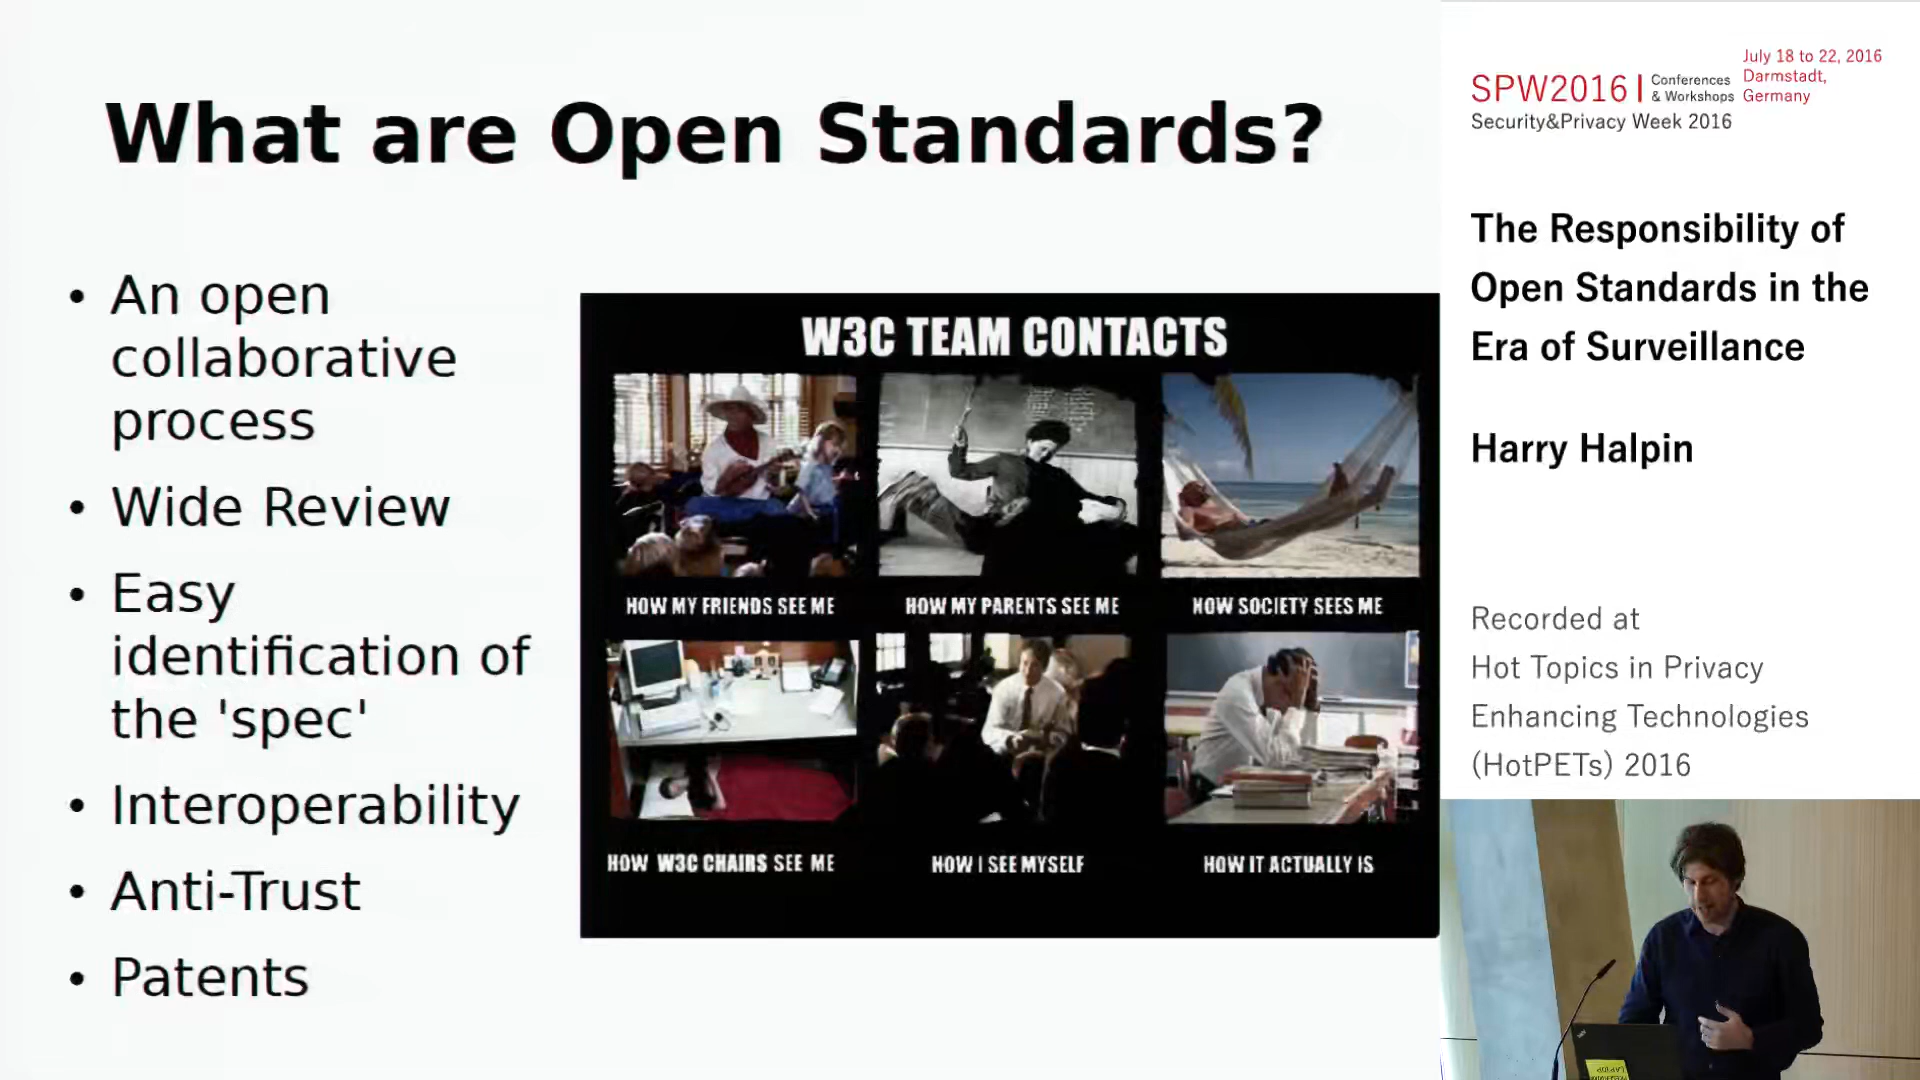 What are Open Standards?
• An open
collaborative
process
• Wide Review
• Easy
identification of
the 'spec'
• Interoperability
• Anti-Trust
• Patents
W3C TEAM CONTACTS
HOW MY FRIENDS SEE ME
HOW MY PARENTS SEE ME
HOW SOCIETY SEES ME
HOW W3C CHAIRS SEE ME
HOW I SEE MYSELF
HOW IT ACTUALLY IS
SPW2016 | Conferences & Workshops
Security&Privacy Week 2016
July 18 to 22, 2016
Darmstadt,
Germany
The Responsibility of
Open Standards in the
Era of Surveillance
Harry Halpin
Recorded at
Hot Topics in Privacy
Enhancing Technologies
(HotPETs) 2016